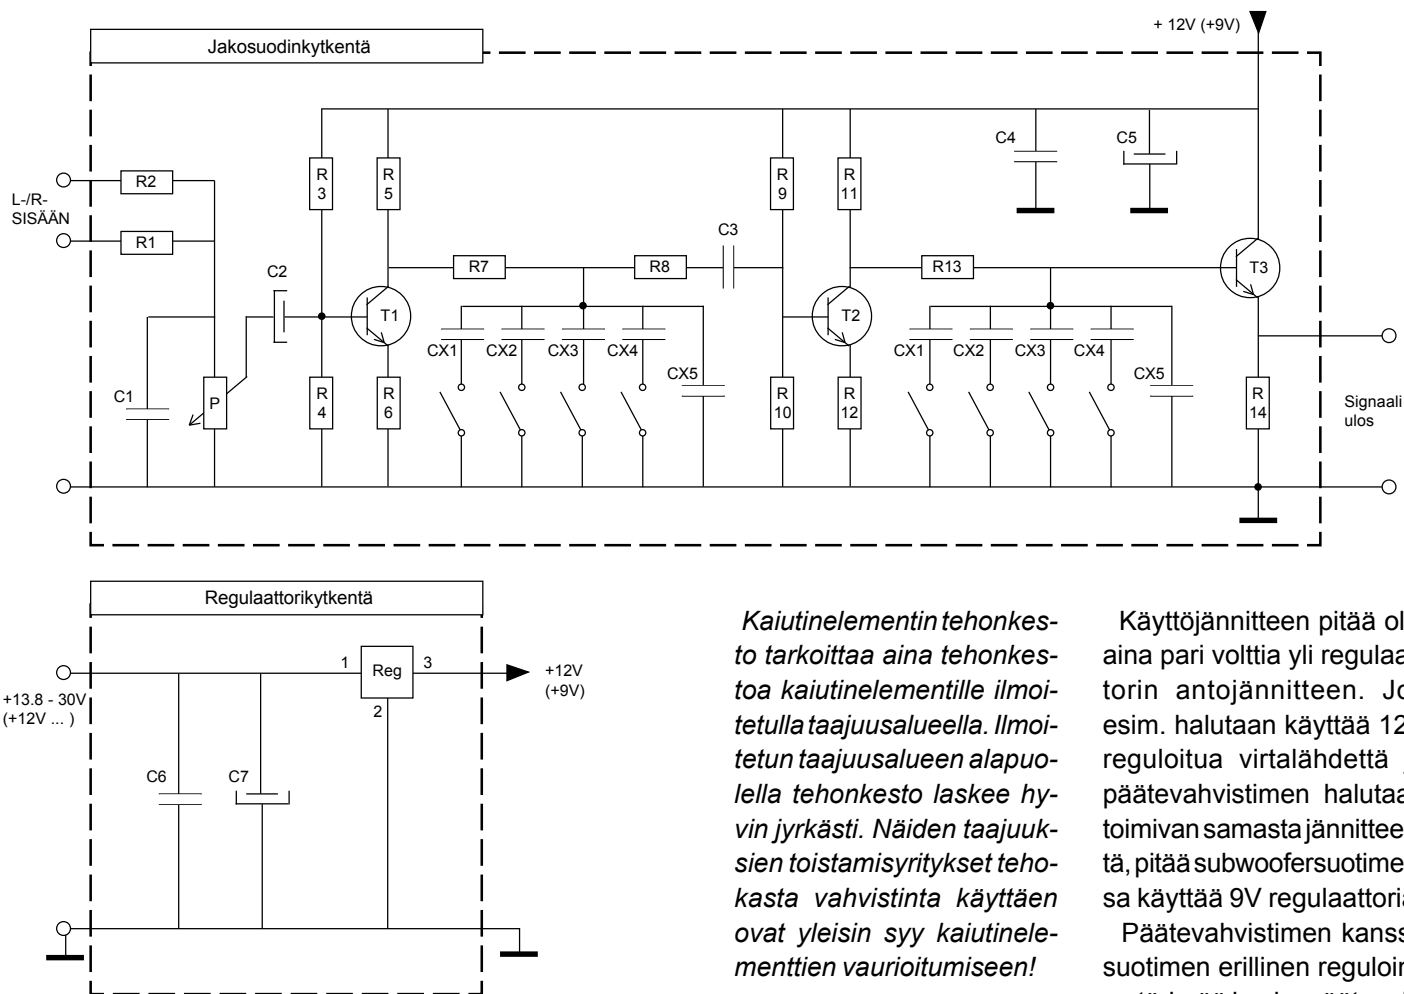 Jakosuodinkytkentä
+ 12V (+9V)
L-/R-
SISÄÄN
R2
R1
C1
P
C2
R
3
R
4
R
5
R
6
T1
R7
R8
C3
CX1
CX2
CX3
CX4
CX5
R
9
R
10
R
11
R
12
T2
R13
CX1
CX2
CX3
CX4
CX5
C4
C5
T3
R
14
Signaali
ulos
Regulaattorikytkentä
+13.8 - 30V
(+12V ... )
C6
C7
1
Reg
3
2
+12V
(+9V)
Kaiutinelementin tehonkes-
to tarkoittaa aina tehonkes-
toa kaiutinelementille ilmoi-
tetulla taajuusalueella. Ilmoi-
tetun taajuusalueen alapuo-
lella tehonkesto laskee hy-
vin jyrkästi. Näiden taajuuk-
sien toistamisyritykset teho-
kasta vahvistinta käyttäen
ovat yleisin syy kaiutinele-
menttien vaurioitumiseen!
Käyttöjännitteen pitää ol
aina pari volttia yli regulaa
torin antojännitteen. Jo
esim. halutaan käyttää 12
reguloitua virtalähdettä
päätevahvistimen halutaa
toimivan samasta jännittee
tä, pitää subwoofersuotime
sa käyttää 9V regulaattoria
Päätevahvistimen kanss
suotimen erillinen reguloin